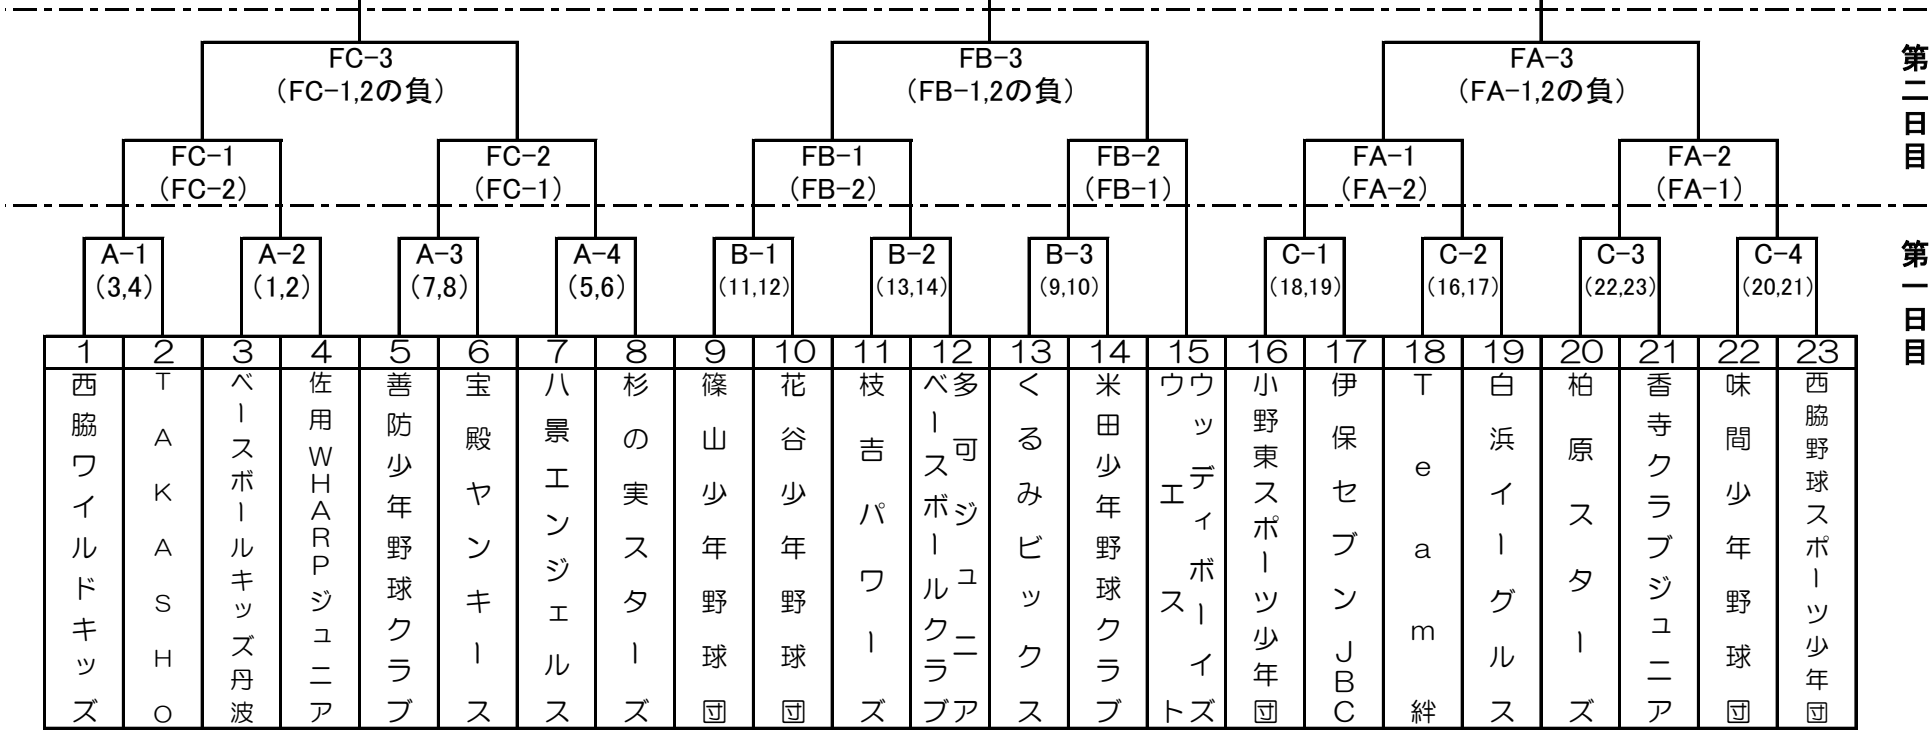 FC-3
（FC-1,2の負）
FB-3
（FB-1,2の負）
FA-3
（FA-1,2の負）
第二日目
FC-1
（FC-2）
FC-2
（FC-1）
FB-1
（FB-2）
FB-2
（FB-1）
FA-1
（FA-2）
FA-2
（FA-1）
第一日目
A-1
（3,4）
A-2
（1,2）
A-3
（7,8）
A-4
（5,6）
B-1
（11,12）
B-2
（13,14）
B-3
（9,10）
C-1
（18,19）
C-2
（16,17）
C-3
（22,23）
C-4
（20,21）
1
西脇ワイルドキッズ
2
TAKASHO
3
ベースボールキッズ丹波
4
佐用WHARPジュニア
5
善防少年野球クラブ
6
宝殿ヤンキース
7
八景エンジェルス
8
杉の実スターズ
9
篠山少年野球団
10
花谷少年野球団
11
枝吉パワーズ
12
多可ジュニア
ベースボールクラブ
13
くるみビックス
14
米田少年野球クラブ
15
ウッディボーイズ
ウエスト
16
小野東スポーツ少年団
17
伊保セブンJBC
18
Team絆
19
白浜イーグルス
20
柏原スターズ
21
香寺クラブジュニア
22
味間少年野球団
23
西脇野球スポーツ少年団